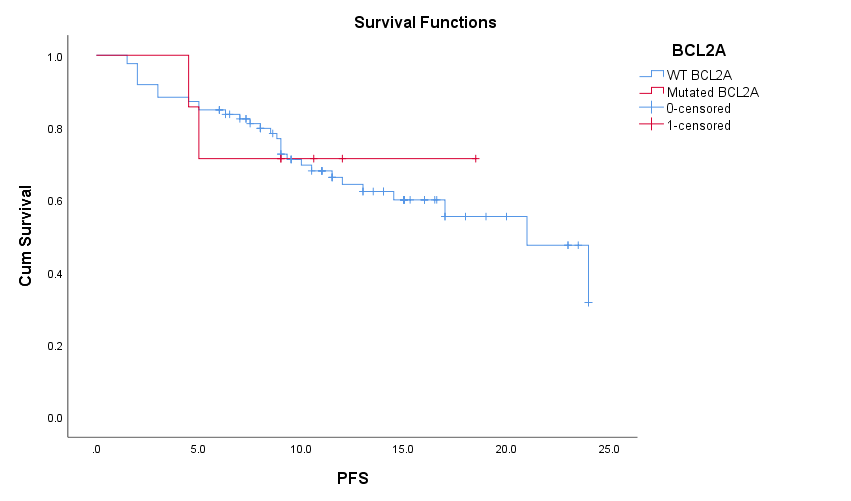 Survival Functions
BCL2A
WT BCL2A
Mutated BCL2A
0-censored
1-censored
Cum Survival
1.0
0.8
0.6
0.4
0.2
0.0
.0 5.0 10.0 15.0 20.0 25.0
PFS